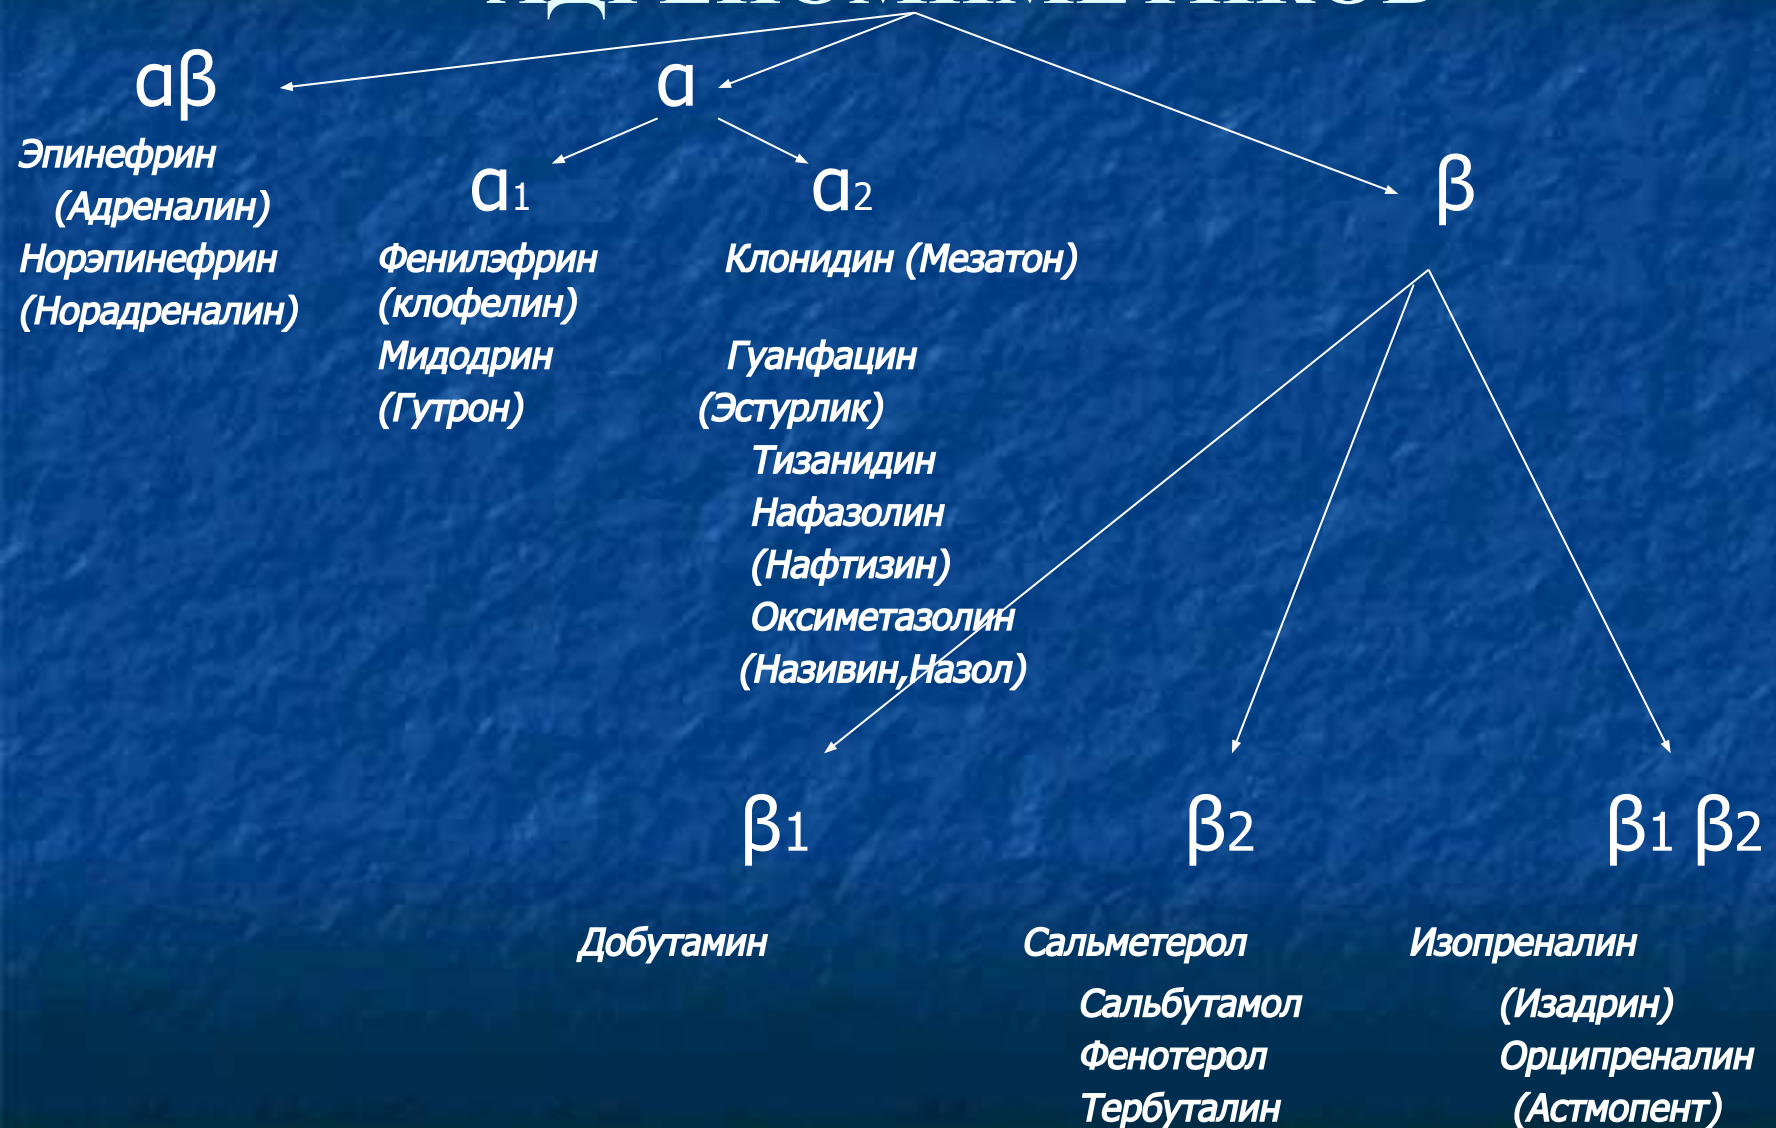 αβ
Эпинефрин
(Адреналин)
Норэпинефрин
(Норадреналин)
α
α1
Фенилэфрин
(клофелин)
Мидодрин
(Гутрон)
α2
Клонидин (Мезатон)
Гуанфацин
(Эстурлик)
Тизанидин
Нафазолин
(Нафтизин)
Оксиметазолин
(Називин,Назол)
β
β1
Добутамин
β2
Сальметерол
Сальбутамол
Фенотерол
Тербуталин
β1 β2
Изопреналин
(Изадрин)
Орципреналин
(Астмопент)